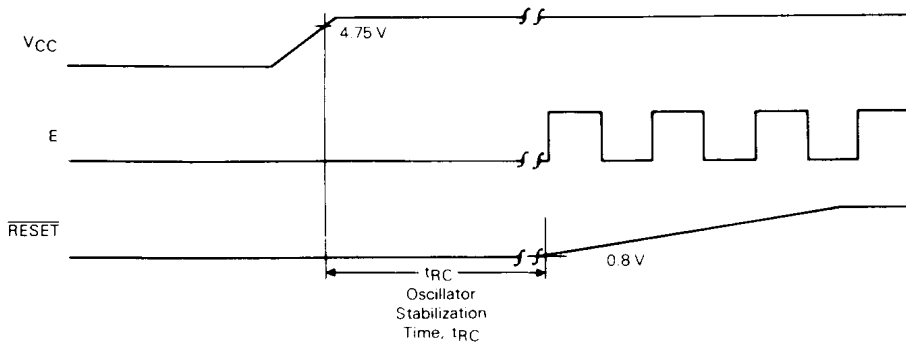 VCC
4.75 V
E
RESET
0.8 V
tRC
Oscillator
Stabilization
Time, tRC